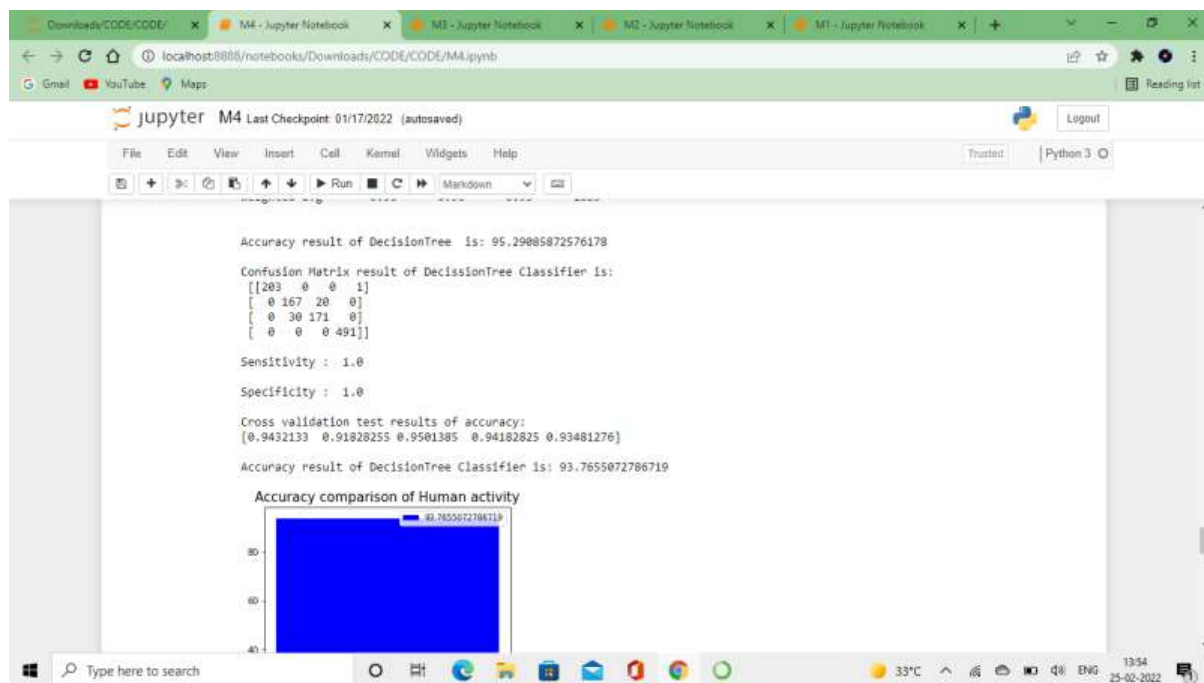 Downloads/CODE/CODE/ M4 - Jupyter Notebook M3 - Jupyter Notebook M2 - Jupyter Notebook M1 - Jupyter Notebook
localhost:8888/notebooks/Downloads/CODE/CODE/M4.ipynb
Gmail YouTube Maps Reading list
jupyter M4 Last Checkpoint: 01/17/2022 (autosaved) Logout
File Edit View Insert Cell Kernel Widgets Help Trusted Python 3
Run Markdown
Accuracy result of DecisionTree is: 95.29085872576178
Confusion Matrix result of DecissionTree Classifier is:
[[203 0 0 1]
[ 0 167 20 0]
[ 0 30 171 0]
[ 0 0 0 491]]
Sensitivity : 1.0
Specificity : 1.0
Cross validation test results of accuracy:
[0.9432133 0.91828255 0.9501385 0.94182825 0.93481276]
Accuracy result of DecisionTree Classifier is: 93.7655072786719
Accuracy comparison of Human activity
93.7655072786719
80
60
40
Type here to search 33°C ENG 13:54
25-02-2022